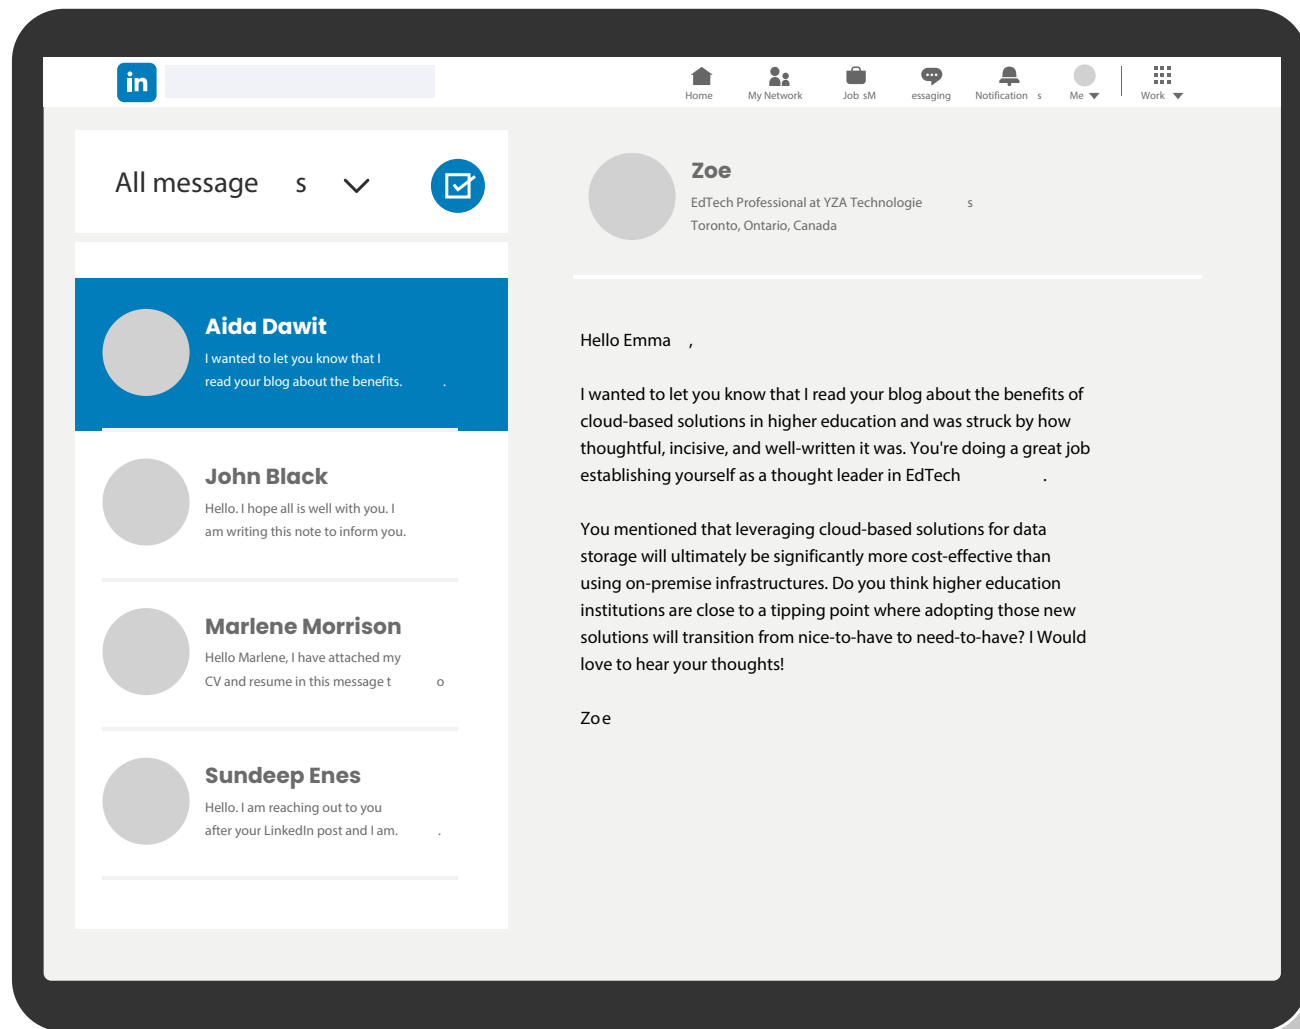 in
Home My Network Job sM essaging Notification s Me Work
All message s
Aida Dawit
I wanted to let you know that I
read your blog about the benefits. .
John Black
Hello. I hope all is well with you. I
am writing this note to inform you.
Marlene Morrison
Hello Marlene, I have attached my
CV and resume in this message t o
Sundeep Enes
Hello. I am reaching out to you
after your LinkedIn post and I am. .
Zoe
EdTech Professional at YZA Technologie s
Toronto, Ontario, Canada
Hello Emma ,
I wanted to let you know that I read your blog about the benefits of
cloud-based solutions in higher education and was struck by how
thoughtful, incisive, and well-written it was. You're doing a great job
establishing yourself as a thought leader in EdTech .
You mentioned that leveraging cloud-based solutions for data
storage will ultimately be significantly more cost-effective than
using on-premise infrastructures. Do you think higher education
institutions are close to a tipping point where adopting those new
solutions will transition from nice-to-have to need-to-have? I Would
love to hear your thoughts!
Zoe